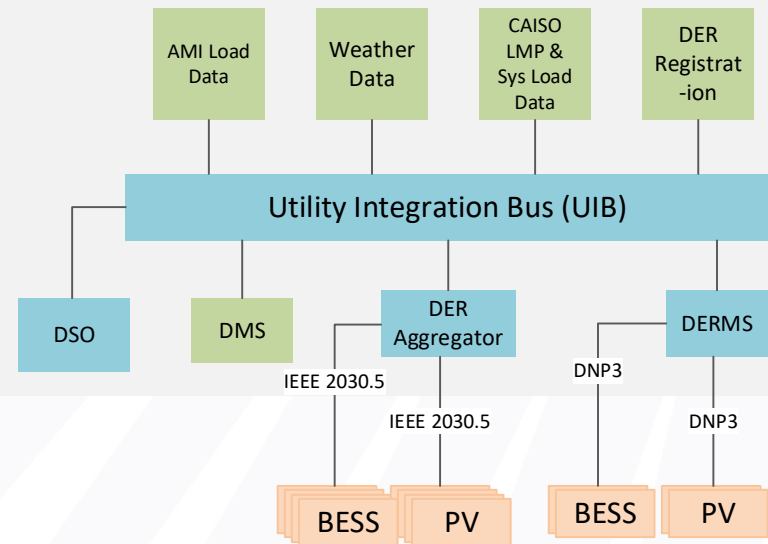 AMI Load
Data
Weather
Data
CAISO
LMP &
Sys Load
Data
DER
Registrat
-ion
Utility Integration Bus (UIB)
DSO
DMS
DER
Aggregator
DERMS
IEEE 2030.5
DNP3
IEEE 2030.5
DNP3
BESS
PV
BESS
PV